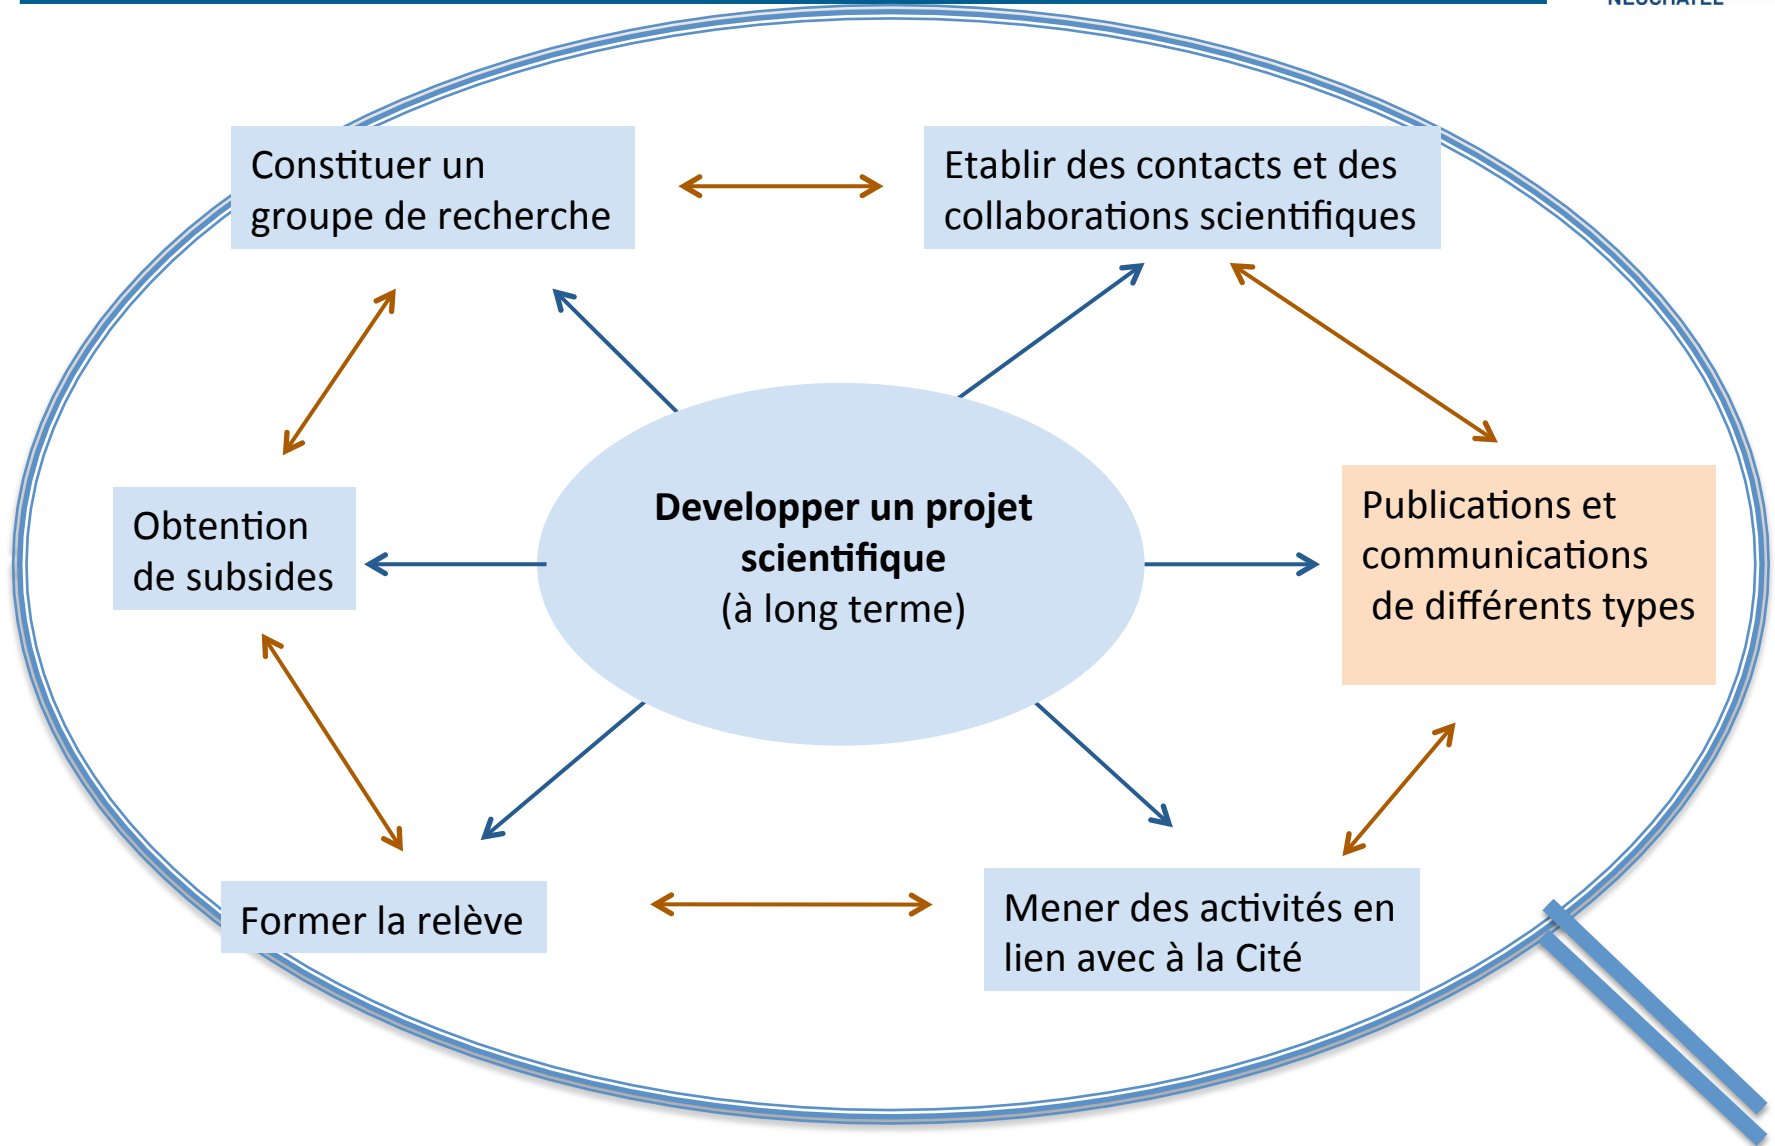 NEUCHÂTEL
Constituer un
groupe de recherche
Etablir des contacts et des
collaborations scientifiques
Developper un projet
scientifique
(à long terme)
Obtention
de subsides
Publications et
communications
de différents types
Former la relève
Mener des activités en
lien avec à la Cité